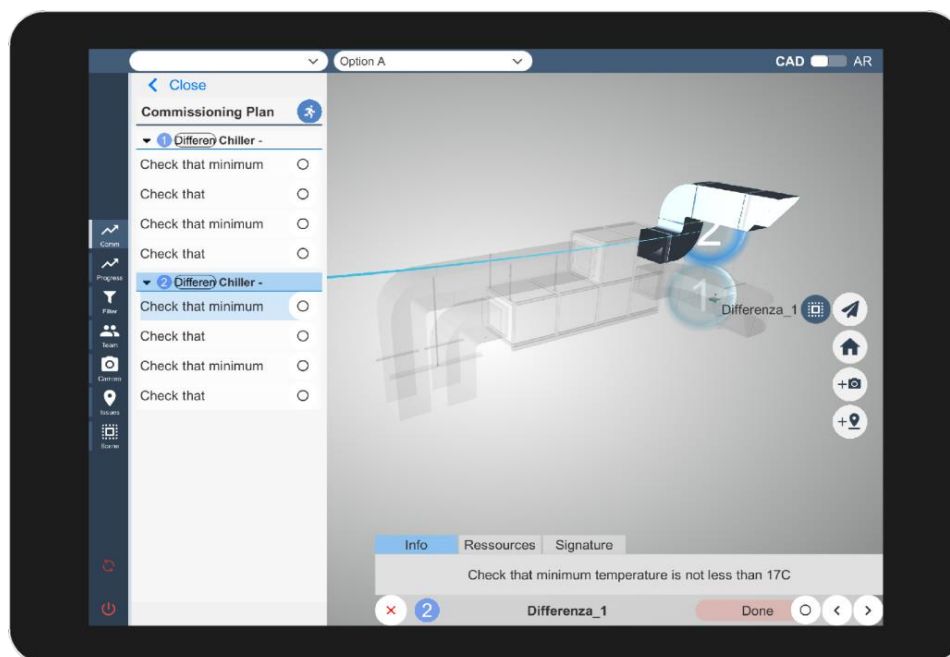 Option A
CAD AR
Close
Commissioning Plan
1 Differen Chiller -
Check that minimum
Check that
Check that minimum
Check that
2 Differen Chiller -
Check that minimum
Check that
Check that minimum
Check that
Comm
Progress
Filter
Team
Camera
Issues
Scene
2
1
Differenza_1
Info Ressources Signature
Check that minimum temperature is not less than 17C
2 Differenza_1 Done